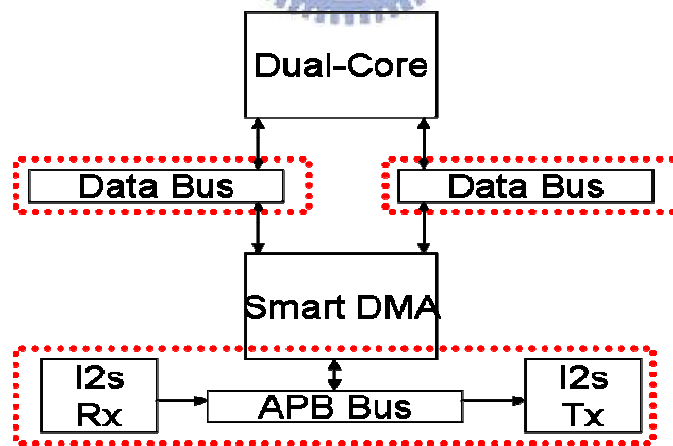 Dual-Core
Data Bus
Data Bus
Smart DMA
I2s
Rx
APB Bus
I2s
Tx